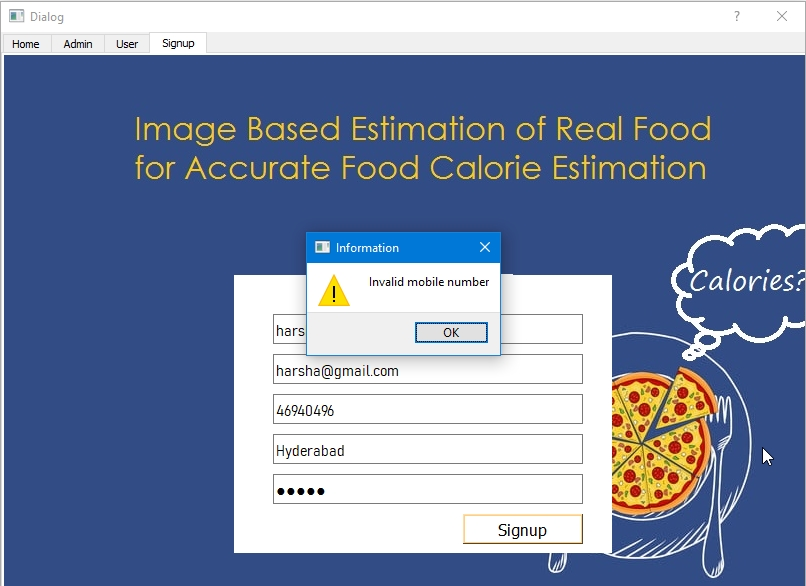 Dialog
Home Admin User Signup
Image Based Estimation of Real Food
for Accurate Food Calorie Estimation
Calories?
Information
Invalid mobile number
OK
hars
harsha@gmail.com
46940496
Hyderabad
Signup